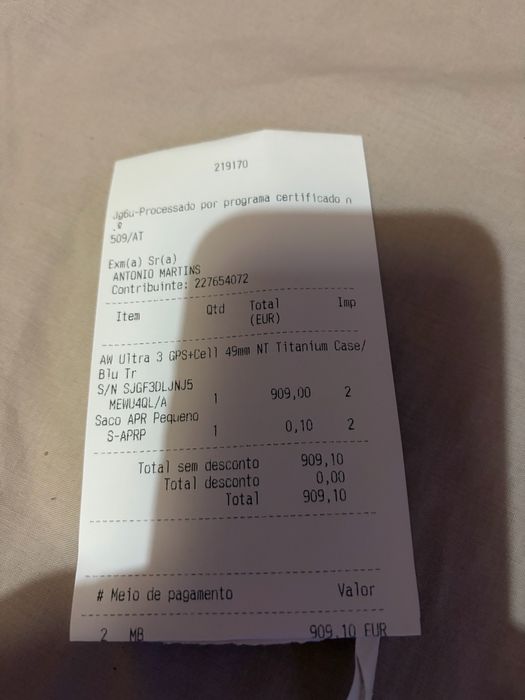 219170
Jg6u-Processado por programa certificado n
.º
509/AT
Exm(a) Sr(a)
ANTONIO MARTINS
Contribuinte: 227654072
Item Qtd Total Imp
(EUR)
AW Ultra 3 GPS+Cell 49mm NT Titanium Case/
Blu Tr
S/N SJGF3DLJNJ5
MEWU4QL/A 1 909,00 2
Saco APR Pequeno
S-APRP 1 0,10 2
Total sem desconto 909,10
Total desconto 0,00
Total 909,10
# Meio de pagamento Valor
2 MB 909,10 EUR